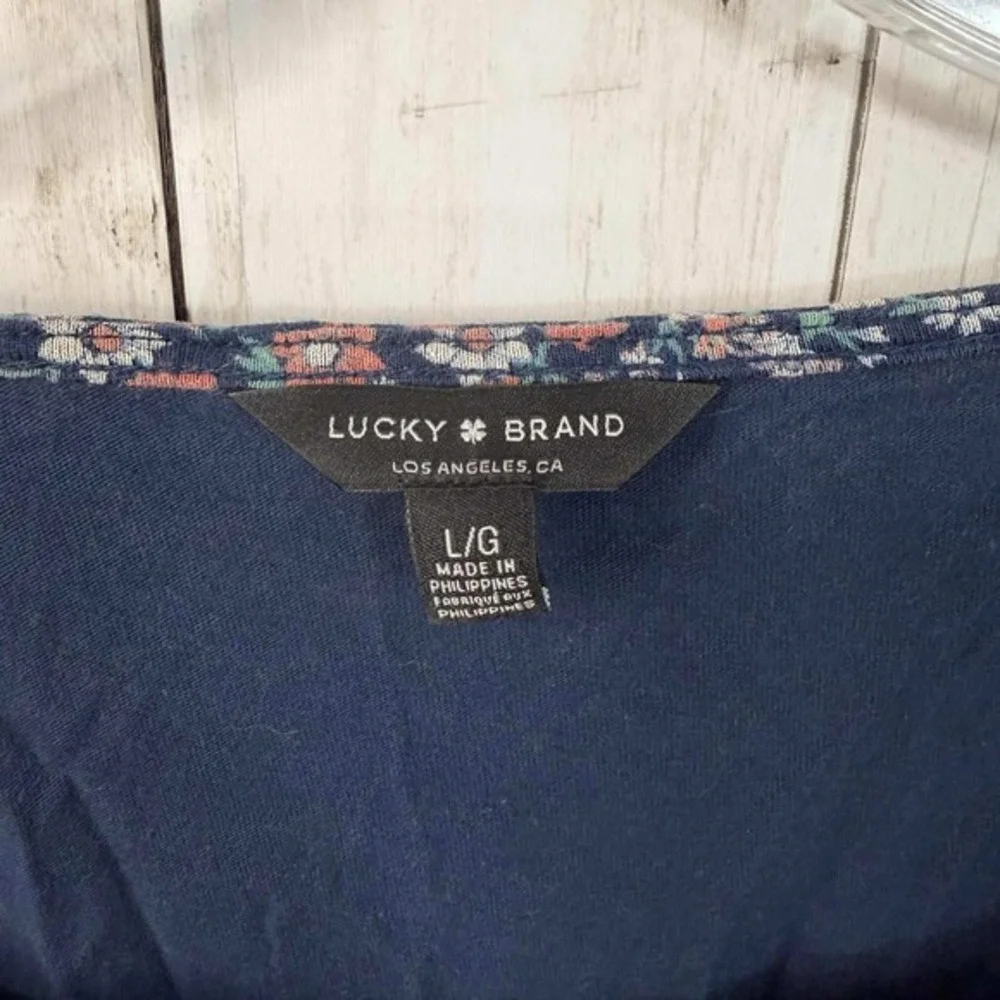 LUCKY BRAND
LOS ANGELES, CA
L/G
MADE IN
PHILIPPINES
FABRIQUÉ AUX
PHILIPPINES